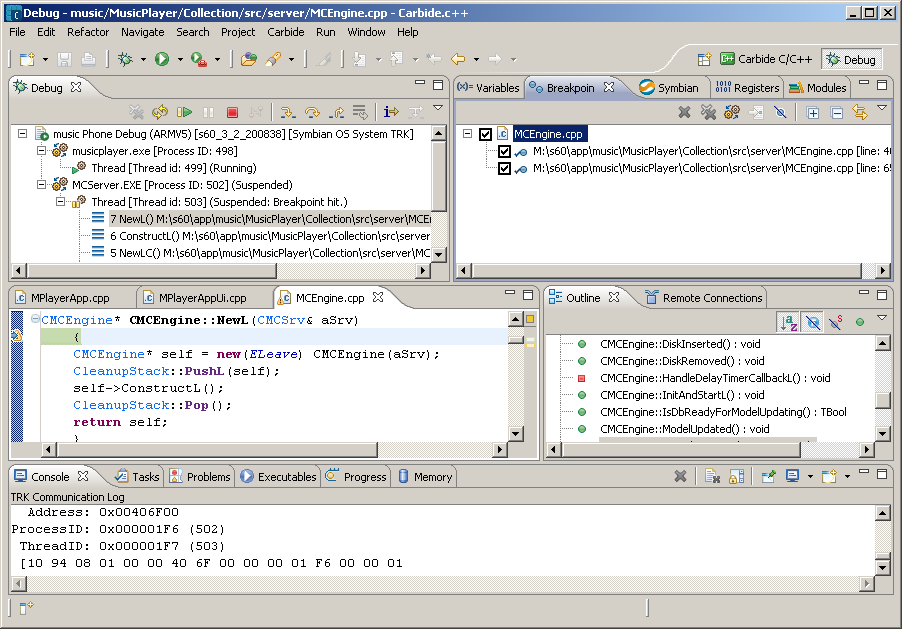 Debug - music/MusicPlayer/Collection/src/server/MCEngine.cpp - Carbide.c++
File Edit Refactor Navigate Search Project Carbide Run Window Help
Carbide C/C++ Debug
Debug
music Phone Debug (ARMV5) [s60_3_2_200838] [Symbian OS System TRK]
musicplayer.exe [Process ID: 498]
Thread [Thread id: 499] (Running)
MCServer.EXE [Process ID: 502] (Suspended)
Thread [Thread id: 503] (Suspended: Breakpoint hit.)
7 NewL() M:\s60\app\music\MusicPlayer\Collection\src\server\MCEn
6 ConstructL() M:\s60\app\music\MusicPlayer\Collection\src\server
5 NewLC() M:\s60\app\music\MusicPlayer\Collection\src\server\MC
Variables Breakpoin Symbian Registers Modules
MCEngine.cpp
M:\s60\app\music\MusicPlayer\Collection\src\server\MCEngine.cpp [line: 40
M:\s60\app\music\MusicPlayer\Collection\src\server\MCEngine.cpp [line: 65
MPlayerApp.cpp MPlayerAppUi.cpp MCEngine.cpp
CMCEngine* CMCEngine::NewL(CMCSrv& aSrv)
{
CMCEngine* self = new(ELeave) CMCEngine(aSrv);
CleanupStack::PushL(self);
self->ConstructL();
CleanupStack::Pop();
return self;
}
Outline Remote Connections
CMCEngine::DiskInserted() : void
CMCEngine::DiskRemoved() : void
CMCEngine::HandleDelayTimerCallbackL() : void
CMCEngine::InitAndStartL() : void
CMCEngine::IsDbReadyForModelUpdating() : TBool
CMCEngine::ModelUpdated() : void
Console Tasks Problems Executables Progress Memory
TRK Communication Log
Address: 0x00406F00
ProcessID: 0x000001F6 (502)
ThreadID: 0x000001F7 (503)
[10 94 08 01 00 00 40 6F 00 00 00 01 F6 00 00 01